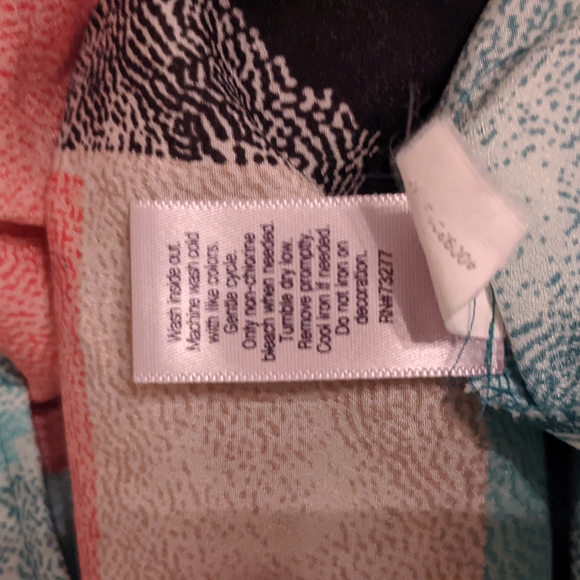 Wash inside out.
Machine wash cold
with like colors.
Gentle cycle.
Only non-chlorine
bleach when needed.
Tumble dry low.
Remove promptly.
Cool iron if needed.
Do not iron on
decoration.
RN#73277